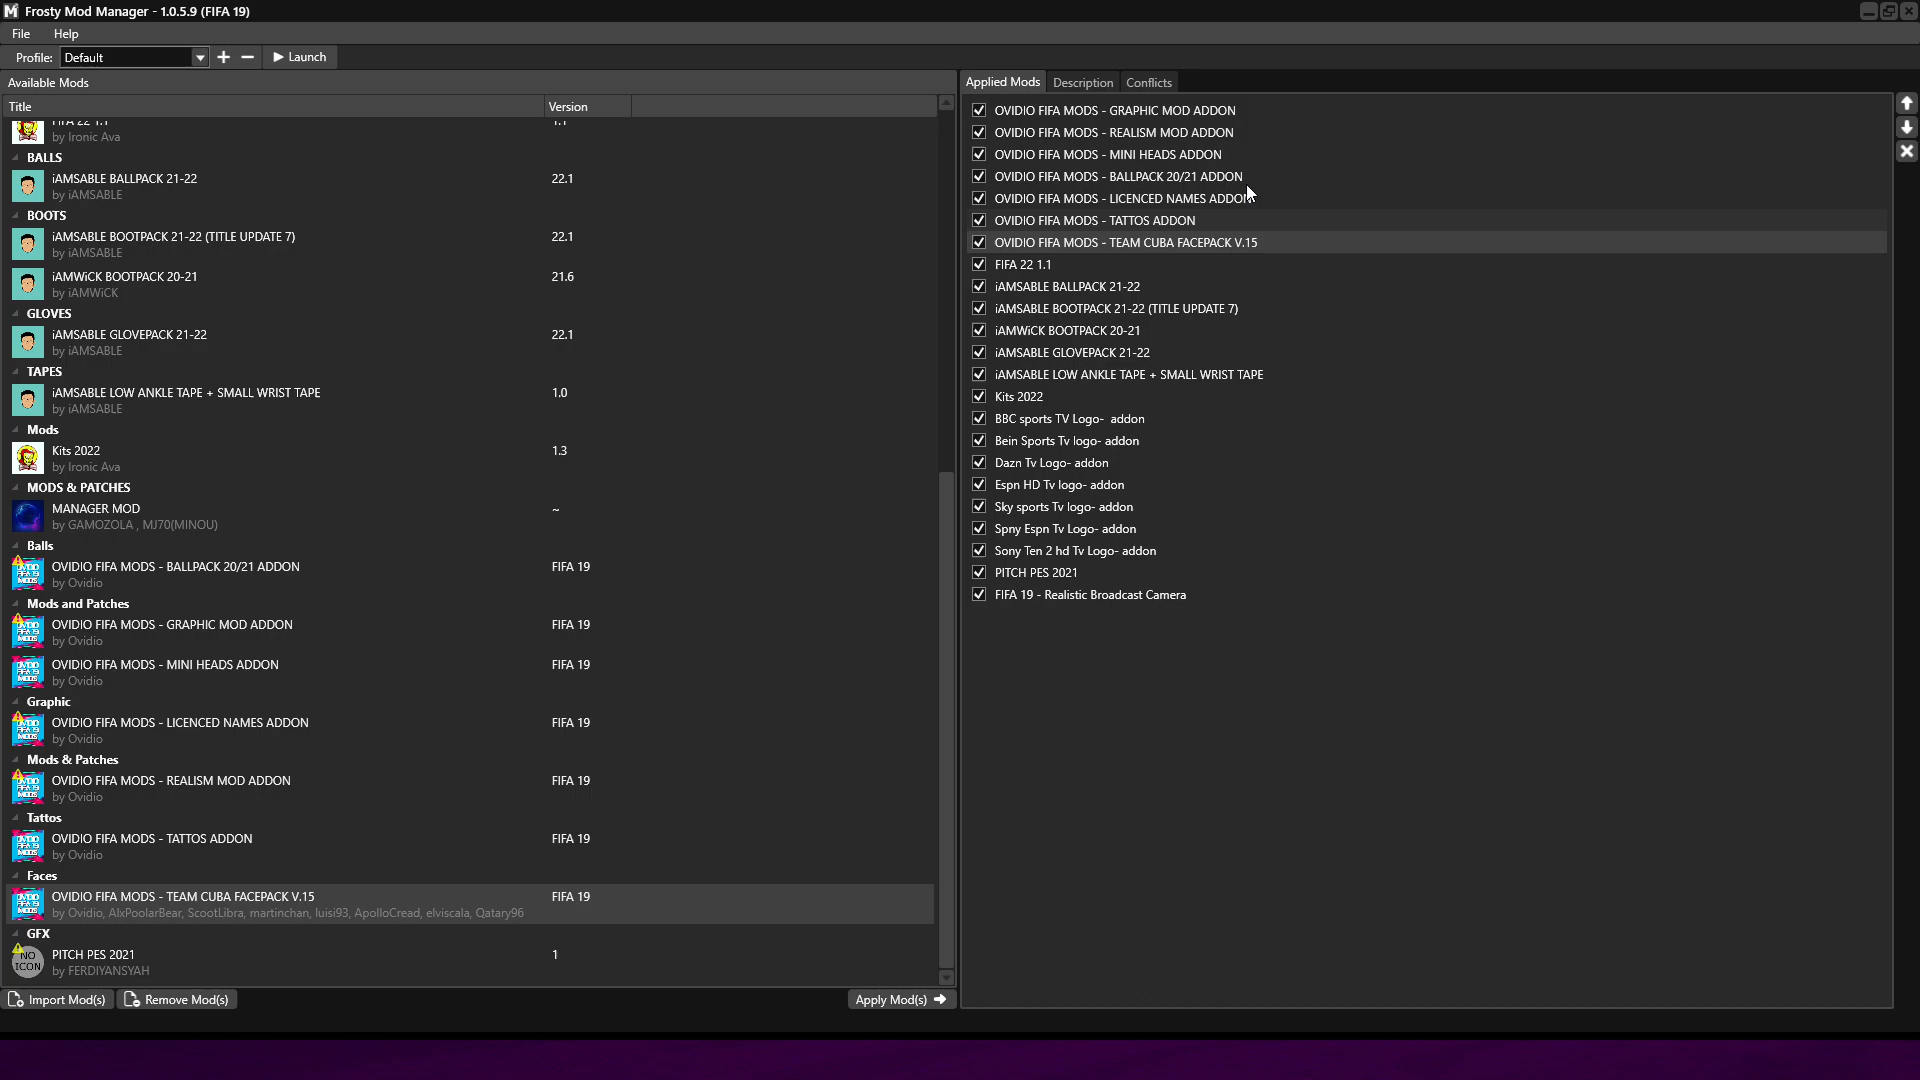 Frosty Mod Manager - 1.0.5.9 (FIFA 19)
File Help
Profile: Default Launch
Available Mods
Title Version
FIFA 22 1.1 1.1
by Ironic Ava
BALLS
iAMSABLE BALLPACK 21-22 22.1
by iAMSABLE
BOOTS
iAMSABLE BOOTPACK 21-22 (TITLE UPDATE 7) 22.1
by iAMSABLE
iAMWiCK BOOTPACK 20-21 21.6
by iAMWiCK
GLOVES
iAMSABLE GLOVEPACK 21-22 22.1
by iAMSABLE
TAPES
iAMSABLE LOW ANKLE TAPE + SMALL WRIST TAPE 1.0
by iAMSABLE
Mods
Kits 2022 1.3
by Ironic Ava
MODS & PATCHES
MANAGER MOD ~
by GAMOZOLA , MJ70(MINOU)
Balls
OVIDIO FIFA MODS - BALLPACK 20/21 ADDON FIFA 19
by Ovidio
Mods and Patches
OVIDIO FIFA MODS - GRAPHIC MOD ADDON FIFA 19
by Ovidio
OVIDIO FIFA MODS - MINI HEADS ADDON FIFA 19
by Ovidio
Graphic
OVIDIO FIFA MODS - LICENCED NAMES ADDON FIFA 19
by Ovidio
Mods & Patches
OVIDIO FIFA MODS - REALISM MOD ADDON FIFA 19
by Ovidio
Tattos
OVIDIO FIFA MODS - TATTOS ADDON FIFA 19
by Ovidio
Faces
OVIDIO FIFA MODS - TEAM CUBA FACEPACK V.15 FIFA 19
by Ovidio, AlxPoolarBear, ScootLibra, martinchan, luisi93, ApolloCread, elviscala, Qatary96
GFX
NO ICON
PITCH PES 2021 1
by FERDIYANSYAH
Import Mod(s) Remove Mod(s) Apply Mod(s)
Applied Mods Description Conflicts
OVIDIO FIFA MODS - GRAPHIC MOD ADDON
OVIDIO FIFA MODS - REALISM MOD ADDON
OVIDIO FIFA MODS - MINI HEADS ADDON
OVIDIO FIFA MODS - BALLPACK 20/21 ADDON
OVIDIO FIFA MODS - LICENCED NAMES ADDON
OVIDIO FIFA MODS - TATTOS ADDON
OVIDIO FIFA MODS - TEAM CUBA FACEPACK V.15
FIFA 22 1.1
iAMSABLE BALLPACK 21-22
iAMSABLE BOOTPACK 21-22 (TITLE UPDATE 7)
iAMWiCK BOOTPACK 20-21
iAMSABLE GLOVEPACK 21-22
iAMSABLE LOW ANKLE TAPE + SMALL WRIST TAPE
Kits 2022
BBC sports TV Logo- addon
Bein Sports Tv logo- addon
Dazn Tv Logo- addon
Espn HD Tv logo- addon
Sky sports Tv logo- addon
Spny Espn Tv Logo- addon
Sony Ten 2 hd Tv Logo- addon
PITCH PES 2021
FIFA 19 - Realistic Broadcast Camera